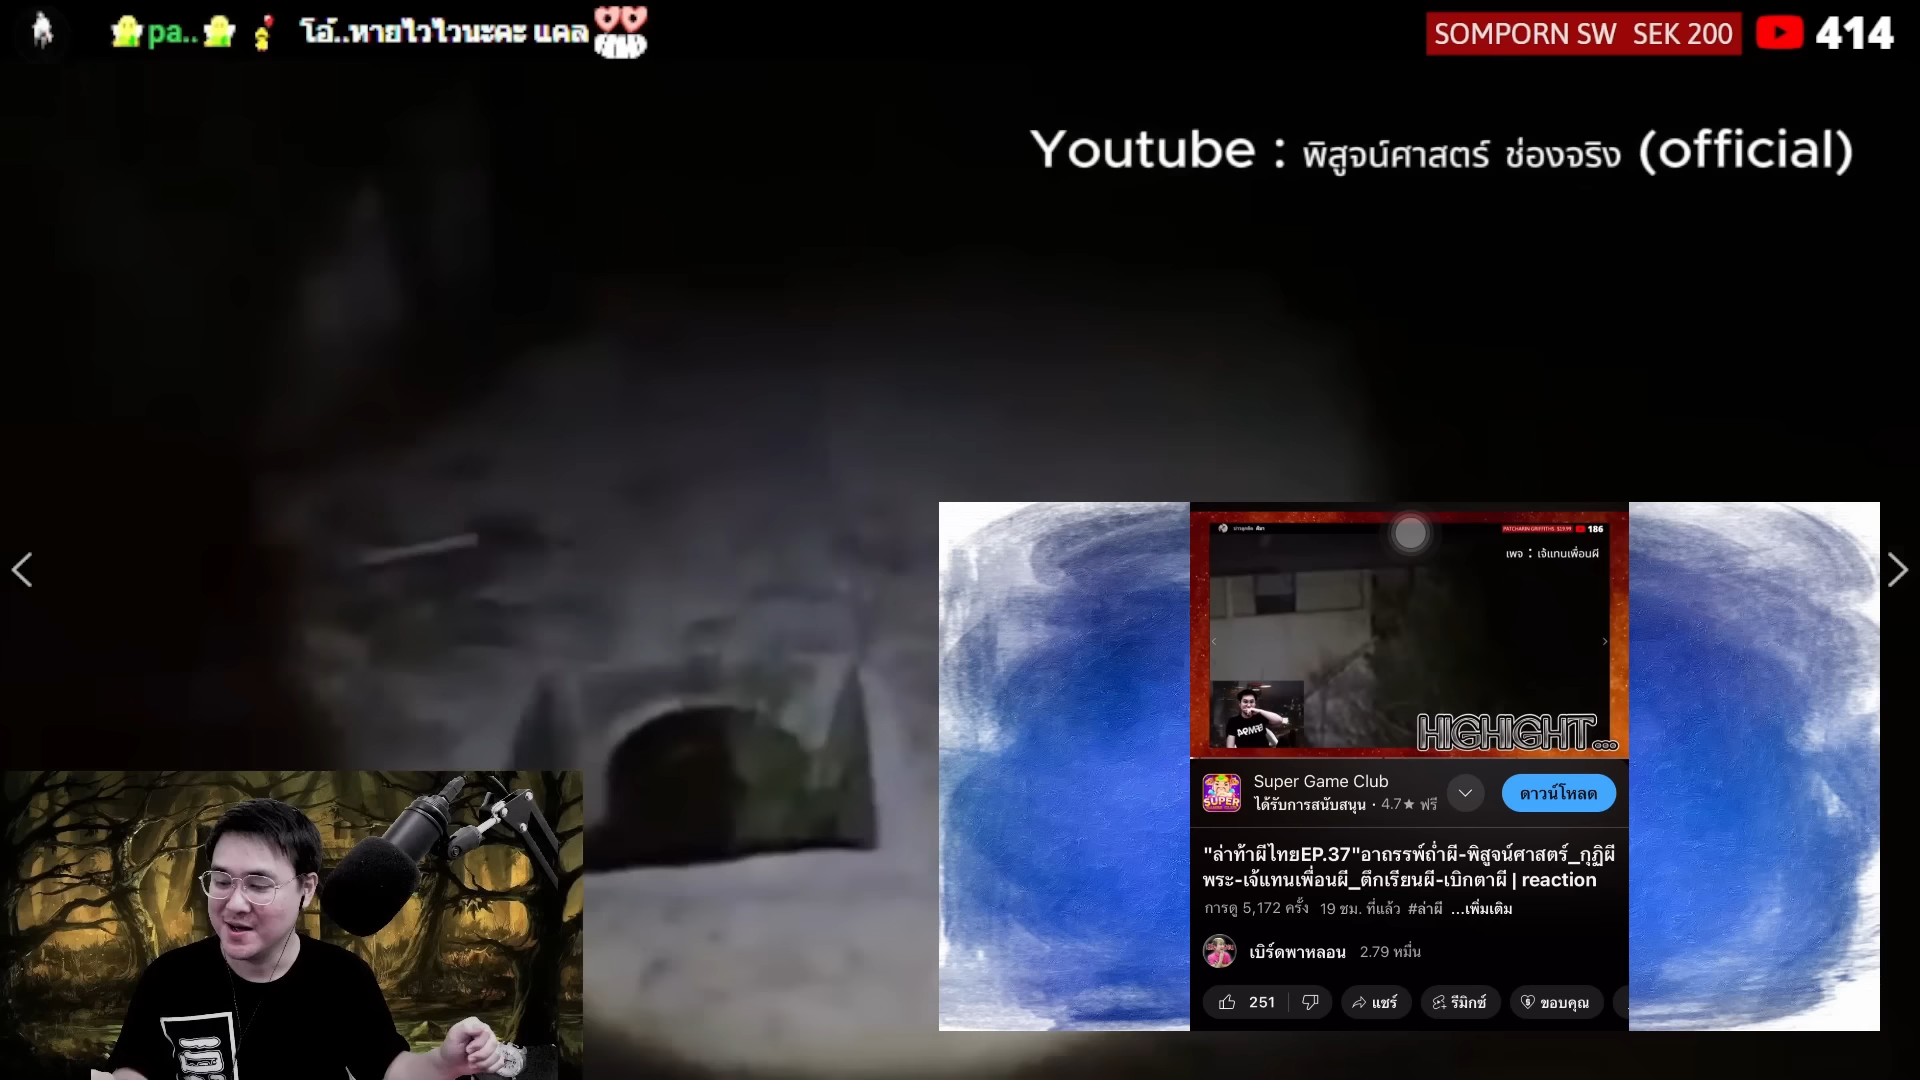 pa.. โอ๋..หายไวไวนะคะ แคล
SOMPORN SW SEK 200
414
Youtube : พิสูจน์ศาสตร์ ช่องจริง (official)
PATCHARIN GRIFFITHS $19.99
186
เพจ : เจ้แทนเพื่อนผี
HIGHIGHT...
SUPER
Super Game Club
ได้รับการสนับสนุน · 4.7★ ฟรี
ดาวน์โหลด
"ล่าท้าผีไทยEP.37"อาถรรพ์ถ้ำผี-พิสูจน์ศาสตร์_กุฏิผี
พระ-เจ้แทนเพื่อนผี_ตึกเรียนผี-เบิกตาผี | reaction
การดู 5,172 ครั้ง 19 ชม. ที่แล้ว #ล่าผี ...เพิ่มเติม
เบิร์ดพาหลอน 2.79 หมื่น
251
แชร์
รีมิกซ์
ขอบคุณ